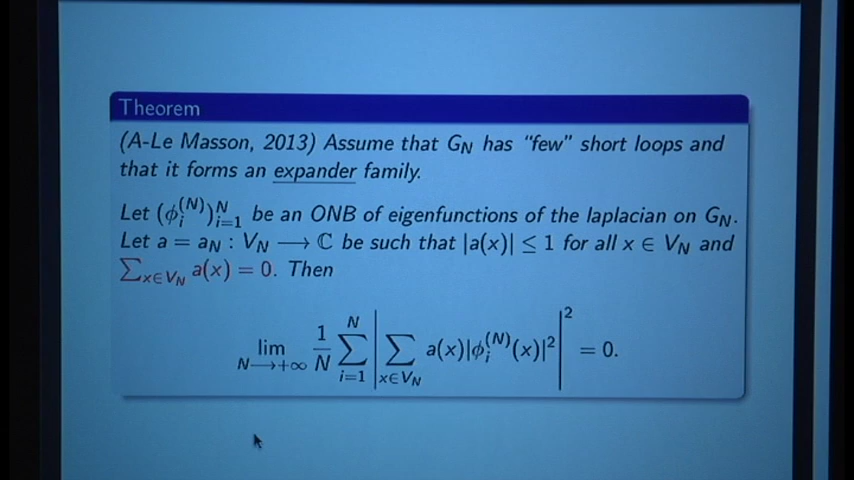 Theorem
(A-Le Masson, 2013) Assume that G_N has "few" short loops and
that it forms an expander family.
Let (ϕ_i^{(N)})_{i=1}^N be an ONB of eigenfunctions of the laplacian on G_N.
Let a = a_N : V_N ⟶ ℂ be such that |a(x)| ≤ 1 for all x ∈ V_N and
∑_{x∈V_N} a(x) = 0. Then
lim_{N⟶+∞} 1/N ∑_{i=1}^N |∑_{x∈V_N} a(x)|ϕ_i^{(N)}(x)|²|² = 0.